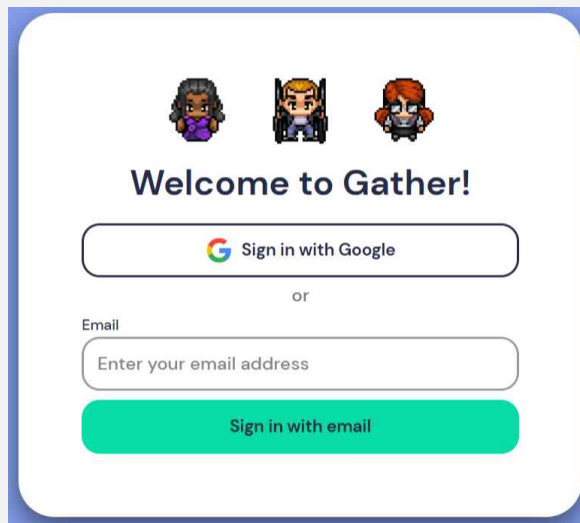 Welcome to Gather!
Sign in with Google
or
Email
Enter your email address
Sign in with email